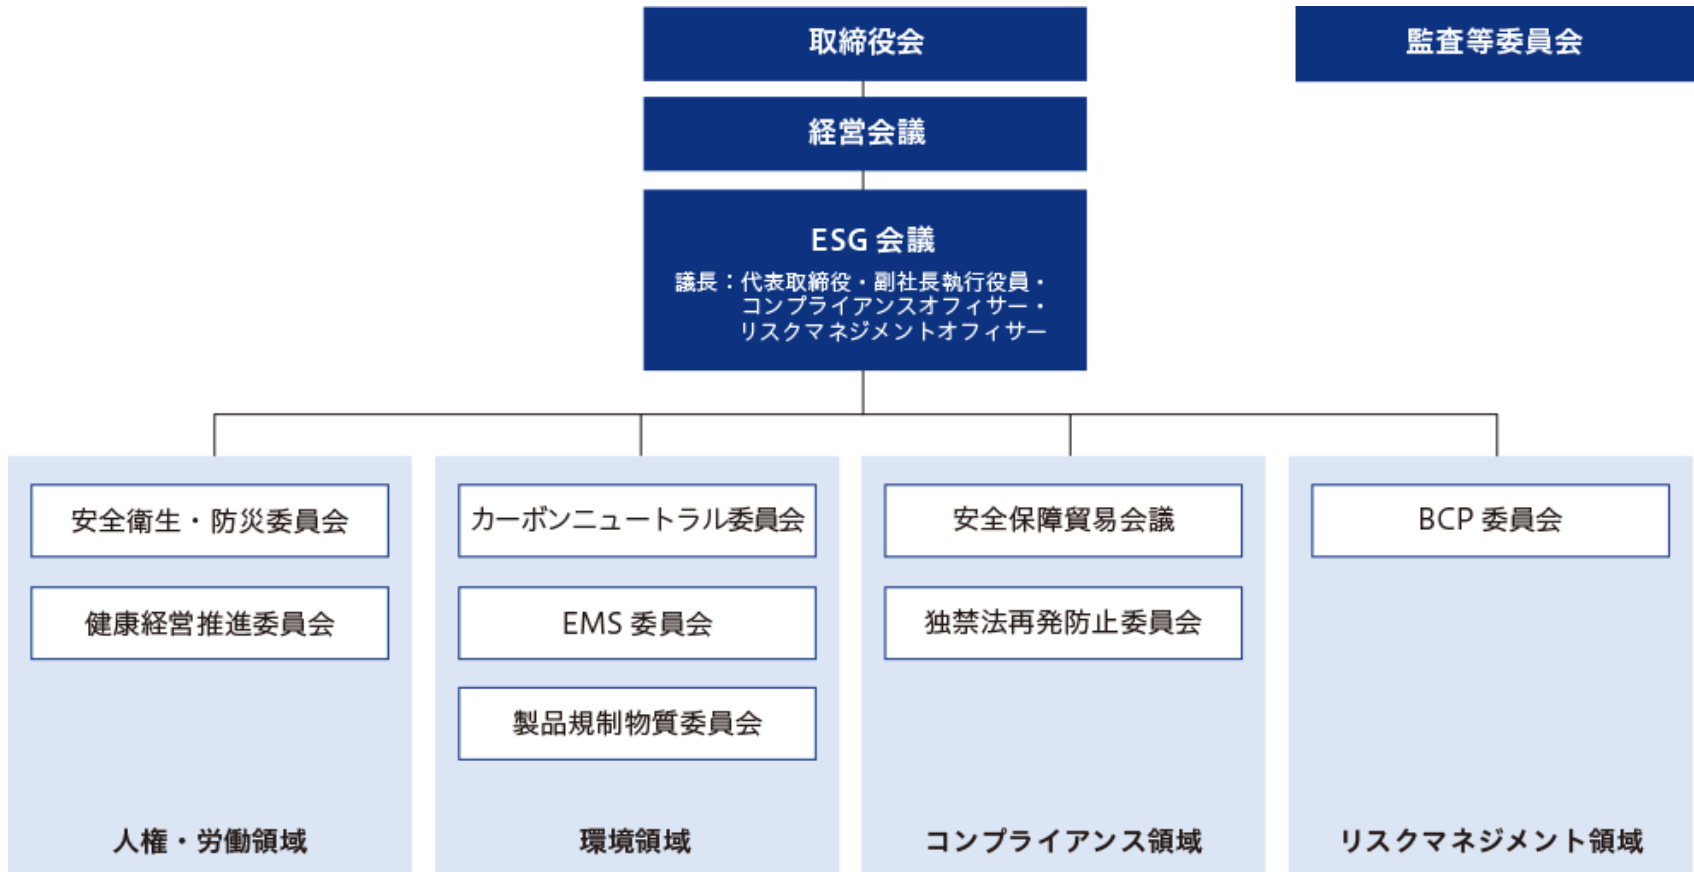 取締役会
監査等委員会
経営会議
ESG 会議
議長：代表取締役・副社長執行役員・
コンプライアンスオフィサー・
リスクマネジメントオフィサー
安全衛生・防災委員会
健康経営推進委員会
人権・労働領域
カーボンニュートラル委員会
EMS 委員会
製品規制物質委員会
環境領域
安全保障貿易会議
独禁法再発防止委員会
コンプライアンス領域
BCP 委員会
リスクマネジメント領域